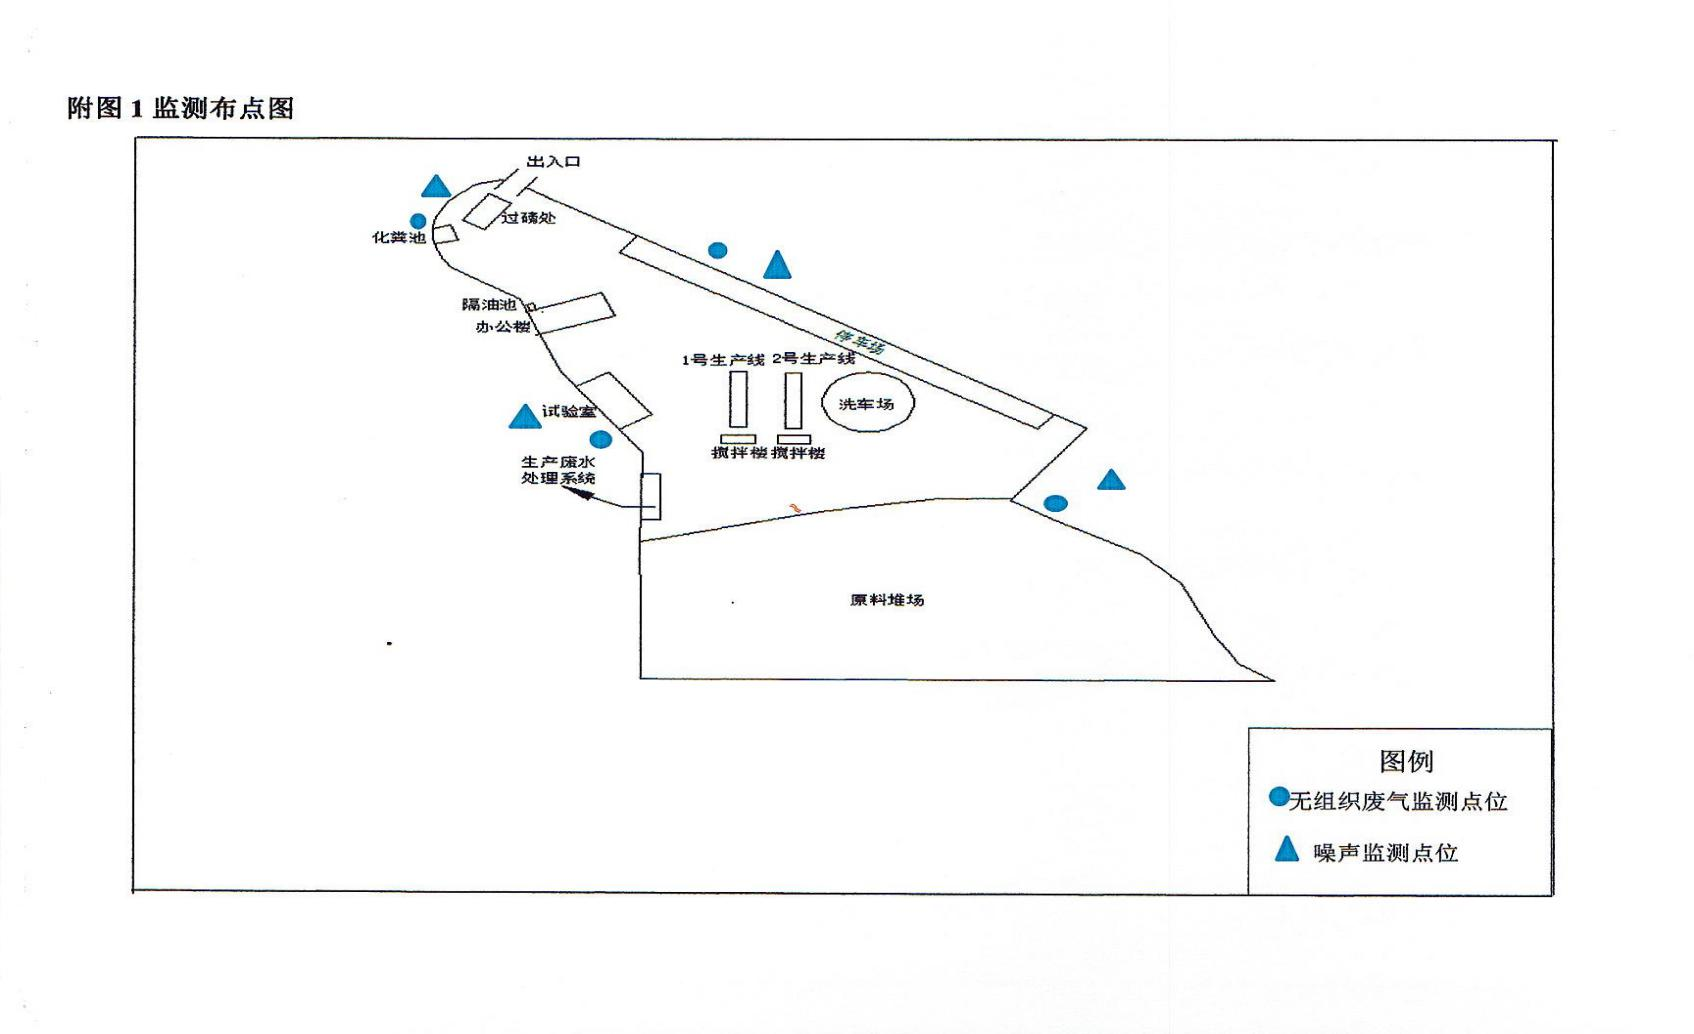 附图 1 监测布点图
出入口
过磅处
化粪池
隔油池
办公楼
停车场
1号生产线 2号生产线
洗车场
试验室
搅拌楼 搅拌楼
生产废水
处理系统
原料堆场
图例
无组织废气监测点位
噪声监测点位